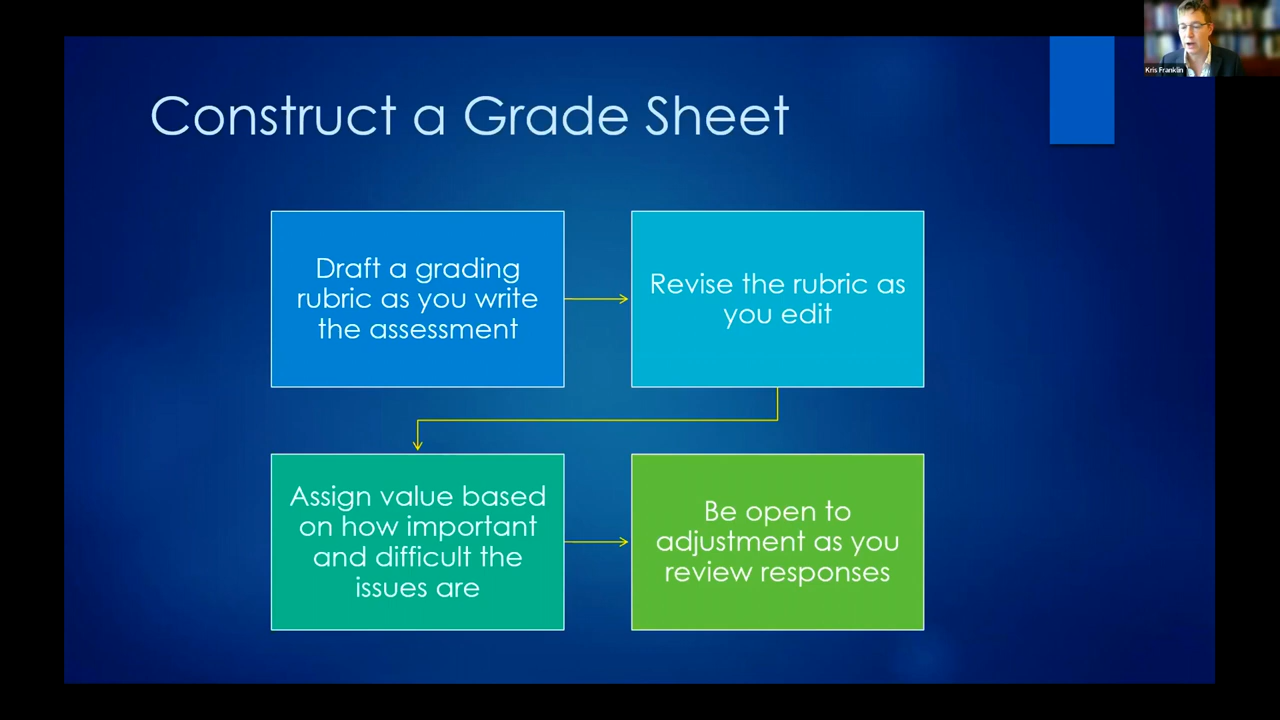 Kris Franklin
Construct a Grade Sheet
Draft a grading
rubric as you write
the assessment
Revise the rubric as
you edit
Assign value based
on how important
and difficult the
issues are
Be open to
adjustment as you
review responses